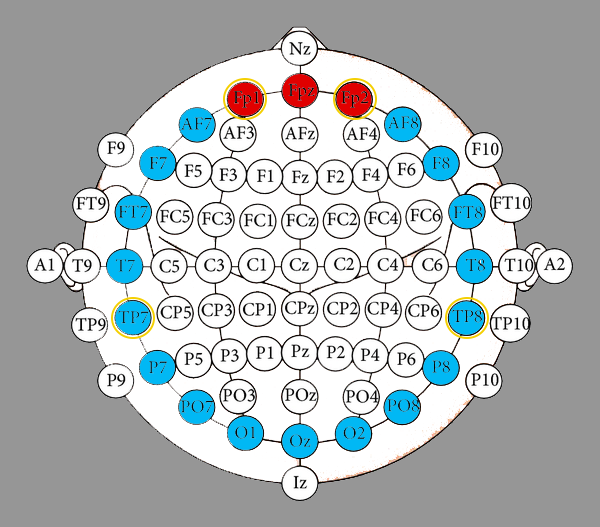 Nz
Fp1 Fpz Fp2
AF7 AF3 AFz AF4 AF8
F9 F7 F5 F3 F1 Fz F2 F4 F6 F8 F10
FT9 FT7 FC5 FC3 FC1 FCz FC2 FC4 FC6 FT8 FT10
A1 T9 T7 C5 C3 C1 Cz C2 C4 C6 T8 T10 A2
TP9 TP7 CP5 CP3 CP1 CPz CP2 CP4 CP6 TP8 TP10
P9 P7 P5 P3 P1 Pz P2 P4 P6 P8 P10
PO7 PO3 POz PO4 PO8
O1 Oz O2
Iz